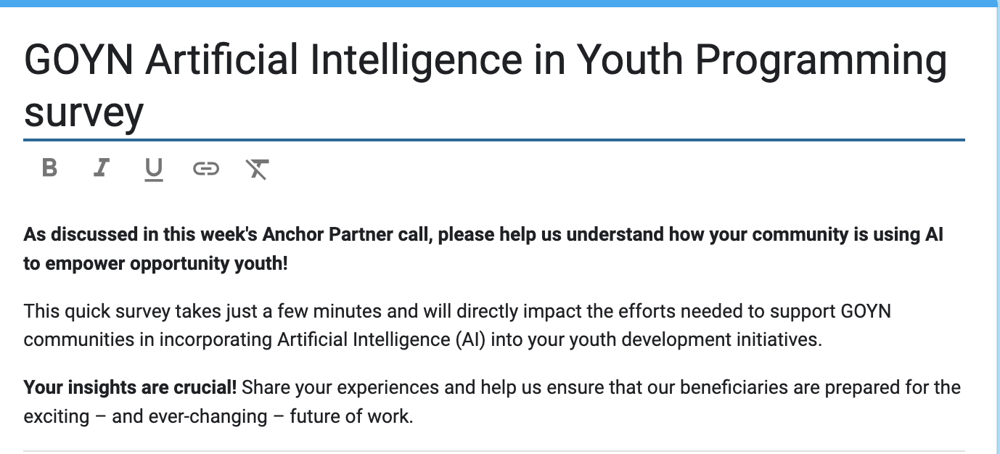 GOYN Artificial Intelligence in Youth Programming
survey
B I U
As discussed in this week's Anchor Partner call, please help us understand how your community is using AI
to empower opportunity youth!
This quick survey takes just a few minutes and will directly impact the efforts needed to support GOYN
communities in incorporating Artificial Intelligence (AI) into your youth development initiatives.
Your insights are crucial! Share your experiences and help us ensure that our beneficiaries are prepared for the
exciting – and ever-changing – future of work.